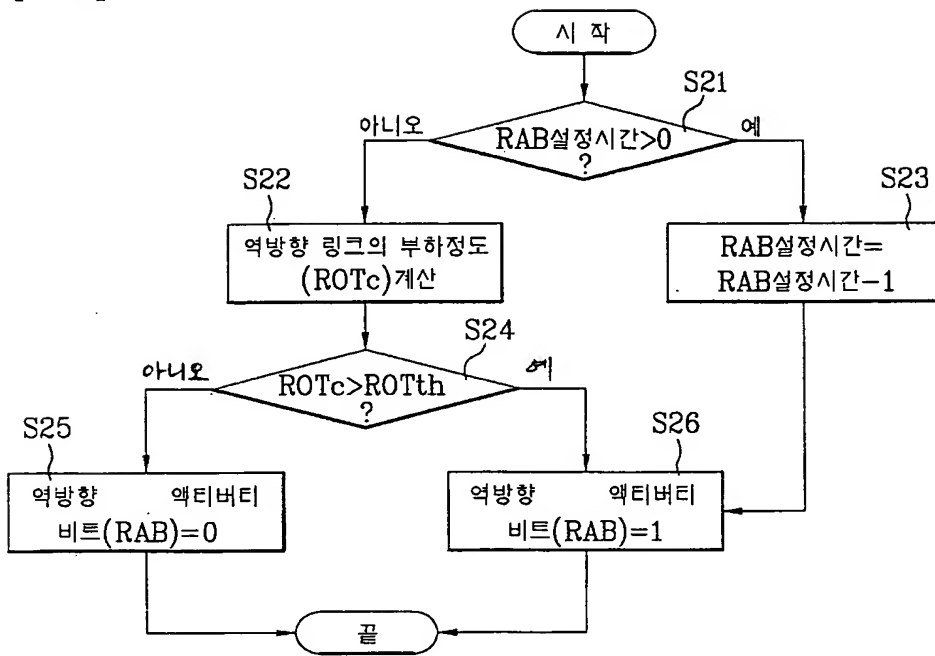 시 작
S21
아니오
예
RAB설정시간>0
?
S22
S23
역방향 링크의 부하정도
(ROTc)계산
RAB설정시간=
RAB설정시간-1
S24
아니오
예
ROTc>ROTth
?
S25
S26
역방향 액티버티
비트(RAB)=0
역방향 액티버티
비트(RAB)=1
끝